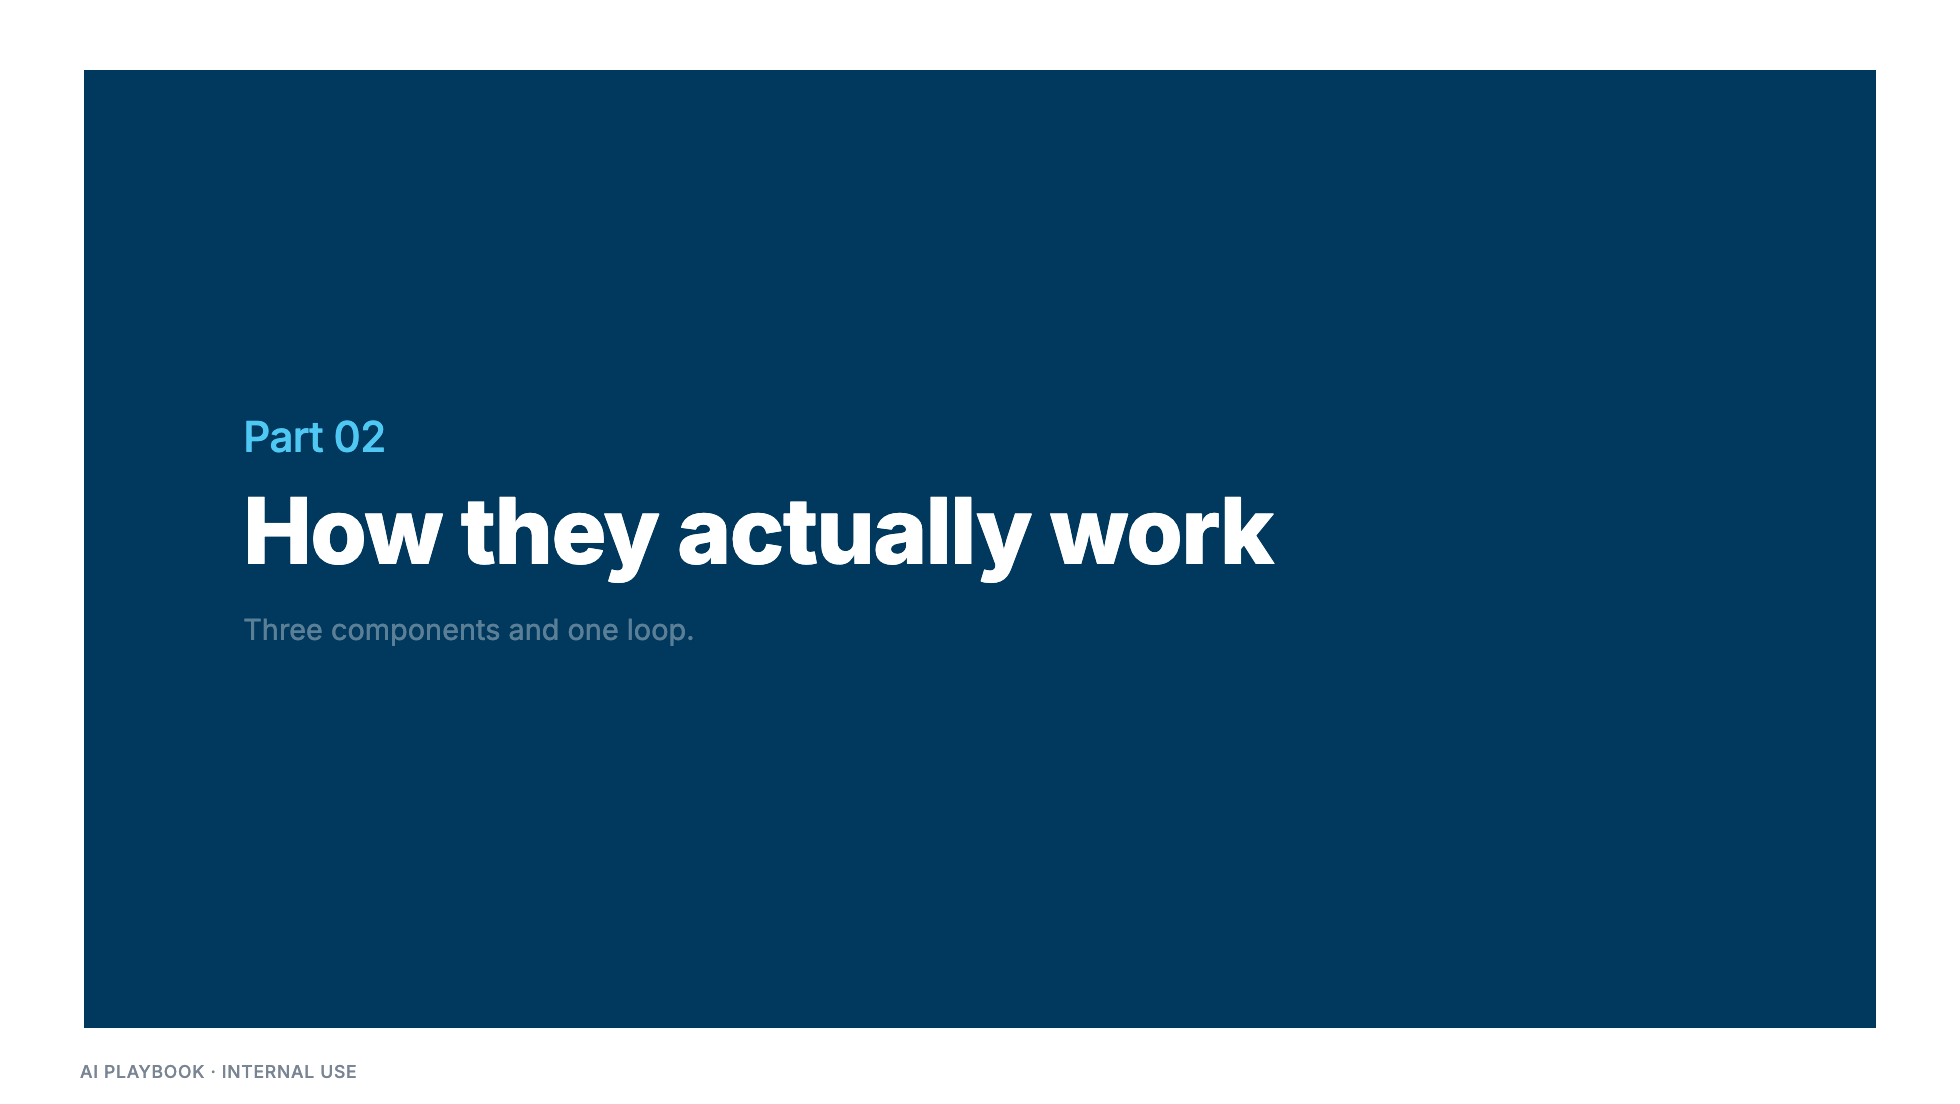 Part 02
How they actually work
Three components and one loop.
AI PLAYBOOK · INTERNAL USE